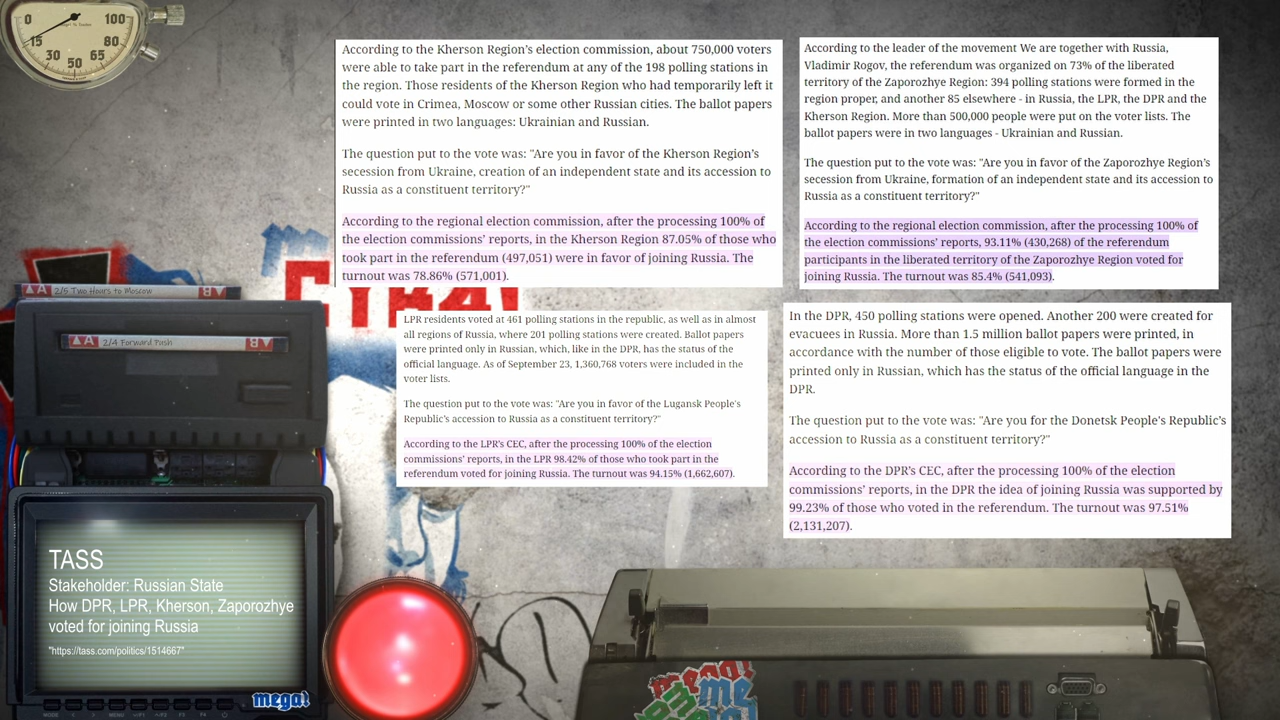 0 100
15 80
30 65
50
According to the Kherson Region's election commission, about 750,000 voters
were able to take part in the referendum at any of the 198 polling stations in
the region. Those residents of the Kherson Region who had temporarily left it
could vote in Crimea, Moscow or some other Russian cities. The ballot papers
were printed in two languages: Ukrainian and Russian.
The question put to the vote was: "Are you in favor of the Kherson Region's
secession from Ukraine, creation of an independent state and its accession to
Russia as a constituent territory?"
According to the regional election commission, after the processing 100% of
the election commissions' reports, in the Kherson Region 87.05% of those who
took part in the referendum (497,051) were in favor of joining Russia. The
turnout was 78.86% (571,001).
According to the leader of the movement We are together with Russia,
Vladimir Rogov, the referendum was organized on 73% of the liberated
territory of the Zaporozhye Region: 394 polling stations were formed in the
region proper, and another 85 elsewhere - in Russia, the LPR, the DPR and the
Kherson Region. More than 500,000 people were put on the voter lists. The
ballot papers were in two languages - Ukrainian and Russian.
The question put to the vote was: "Are you in favor of the Zaporozhye Region's
secession from Ukraine, formation of an independent state and its accession to
Russia as a constituent territory?"
According to the regional election commission, after the processing 100% of
the election commissions' reports, 93.11% (430,268) of the referendum
participants in the liberated territory of the Zaporozhye Region voted for
joining Russia. The turnout was 85.4% (541,093).
LPR residents voted at 461 polling stations in the republic, as well as in almost
all regions of Russia, where 201 polling stations were created. Ballot papers
were printed only in Russian, which, like in the DPR, has the status of the
official language. As of September 23, 1,360,768 voters were included in the
voter lists.
The question put to the vote was: "Are you in favor of the Lugansk People's
Republic's accession to Russia as a constituent territory?"
According to the LPR's CEC, after the processing 100% of the election
commissions' reports, in the LPR 98.42% of those who took part in the
referendum voted for joining Russia. The turnout was 94.15% (1,662,607).
In the DPR, 450 polling stations were opened. Another 200 were created for
evacuees in Russia. More than 1.5 million ballot papers were printed, in
accordance with the number of those eligible to vote. The ballot papers were
printed only in Russian, which has the status of the official language in the
DPR.
The question put to the vote was: "Are you for the Donetsk People's Republic's
accession to Russia as a constituent territory?"
According to the DPR's CEC, after the processing 100% of the election
commissions' reports, in the DPR the idea of joining Russia was supported by
99.23% of those who voted in the referendum. The turnout was 97.51%
(2,131,207).
A 2/5 Two Hours to Moscow B
A 2/4 Forward Push B
TASS
Stakeholder: Russian State
How DPR, LPR, Kherson, Zaporozhye
voted for joining Russia
"https://tass.com/politics/1514667"
mega!
mega!
me